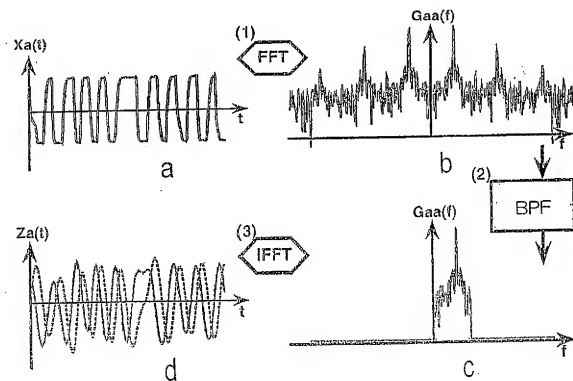 Xa(t)
(1)
FFT
Gaa(f)
t
f
a
b
(2)
BPF
Za(t)
(3)
IFFT
Gaa(f)
t
f
d
c